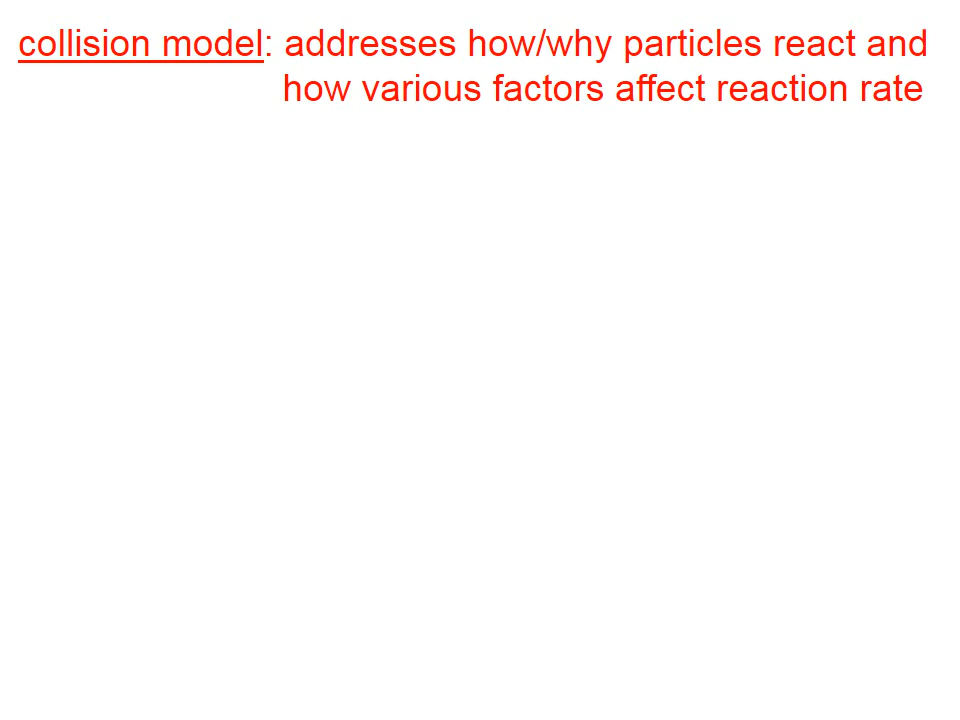 collision model: addresses how/why particles react and
how various factors affect reaction rate